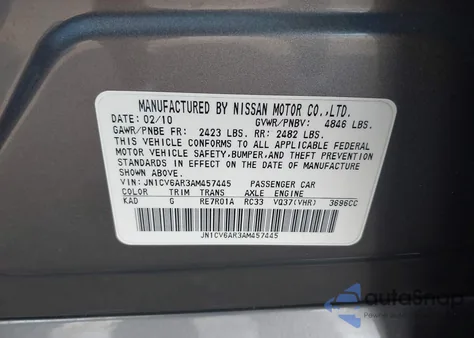 MANUFACTURED BY NISSAN MOTOR CO.,LTD.
DATE: 02/10 GVWR/PNBV: 4846 LBS.
GAWR/PNBE FR: 2423 LBS. RR: 2482 LBS.
THIS VEHICLE CONFORMS TO ALL APPLICABLE FEDERAL
MOTOR VEHICLE SAFETY, BUMPER, AND THEFT PREVENTION
STANDARDS IN EFFECT ON THE DATE OF MANUFACTURE
SHOWN ABOVE.
VIN: JN1CV6AR3AM457445 PASSENGER CAR
COLOR TRIM TRANS AXLE ENGINE
KAD G RE7R01A RC33 VQ37(VHR) 3696CC
JN1CV6AR3AM457445
autoSnap